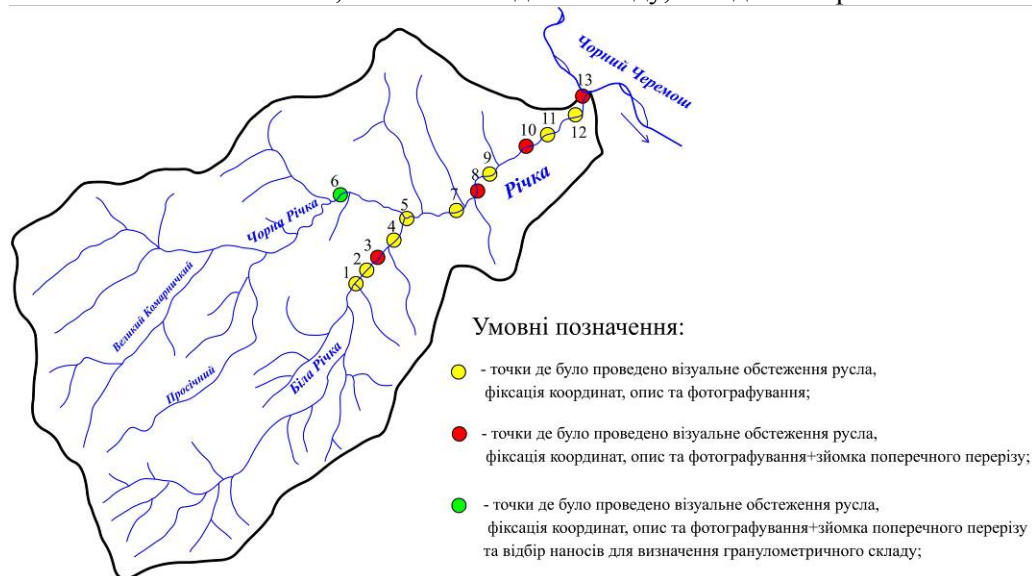 Чорний Черемош
13
12
11
10
9
8
Річка
7
6
5
4
3
2
1
Чорна Річка
Великий Комарничкий
Просічний
Біла Річка
Умовні позначення:
- точки де було проведено візуальне обстеження русла,
фіксація координат, опис та фотографування;
- точки де було проведено візуальне обстеження русла,
фіксація координат, опис та фотографування+зйомка поперечного перерізу;
- точки де було проведено візуальне обстеження русла,
фіксація координат, опис та фотографування+зйомка поперечного перерізу
та відбір наносів для визначення гранулометричного складу;